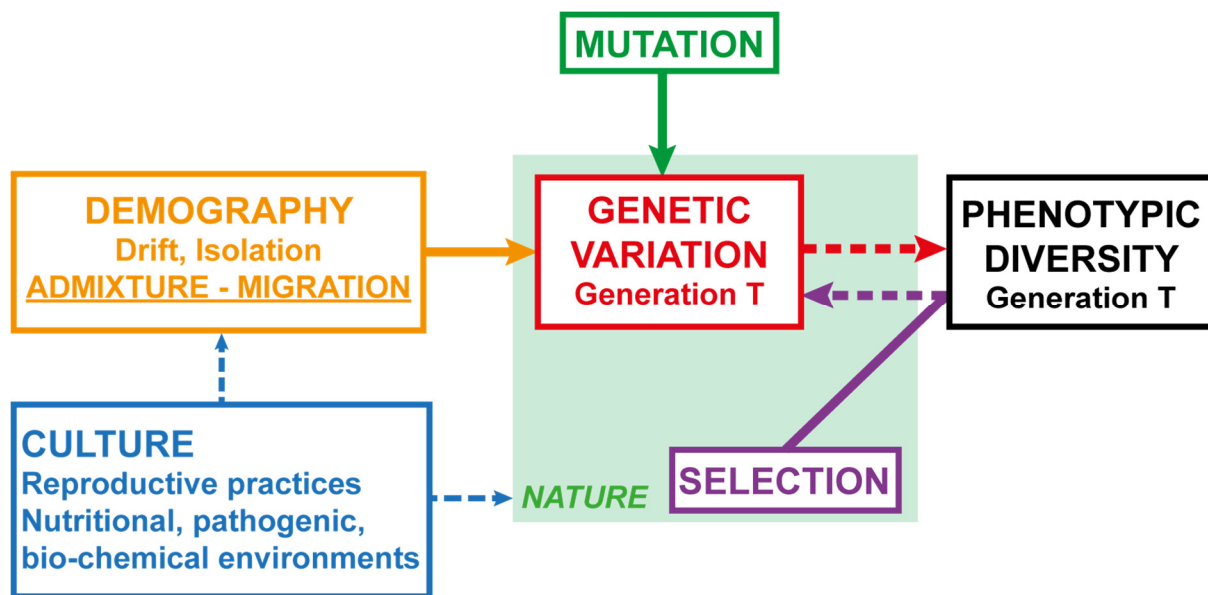 MUTATION
DEMOGRAPHY
Drift, Isolation
ADMIXTURE - MIGRATION
GENETIC
VARIATION
Generation T
PHENOTYPIC
DIVERSITY
Generation T
CULTURE
Reproductive practices
Nutritional, pathogenic,
bio-chemical environments
NATURE
SELECTION